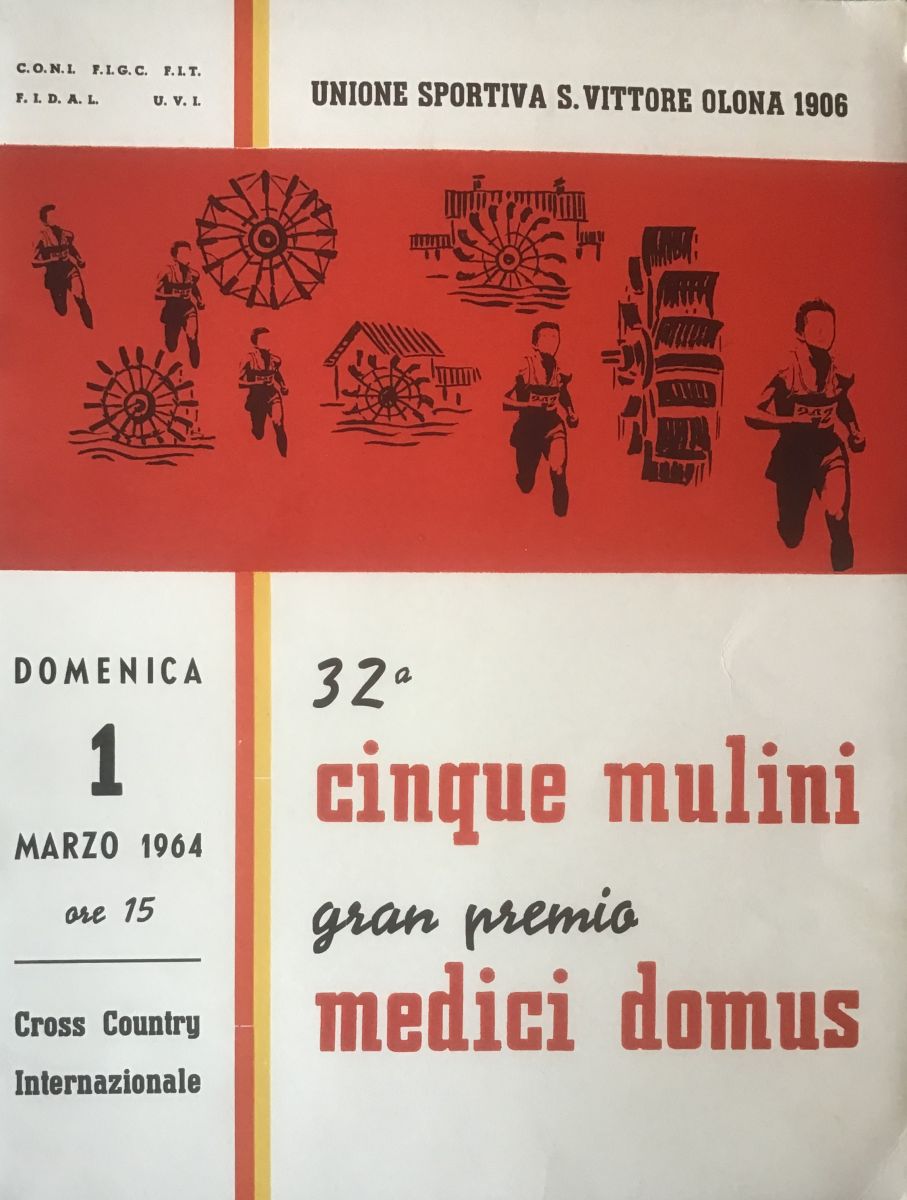 C.O.N.I. F.I.G.C. F.I.T.
F.I.D.A.L. U.V.I.
UNIONE SPORTIVA S. VITTORE OLONA 1906
DOMENICA
1
MARZO 1964
ore 15
Cross Country
Internazionale
32ª
cinque mulini
gran premio
medici domus